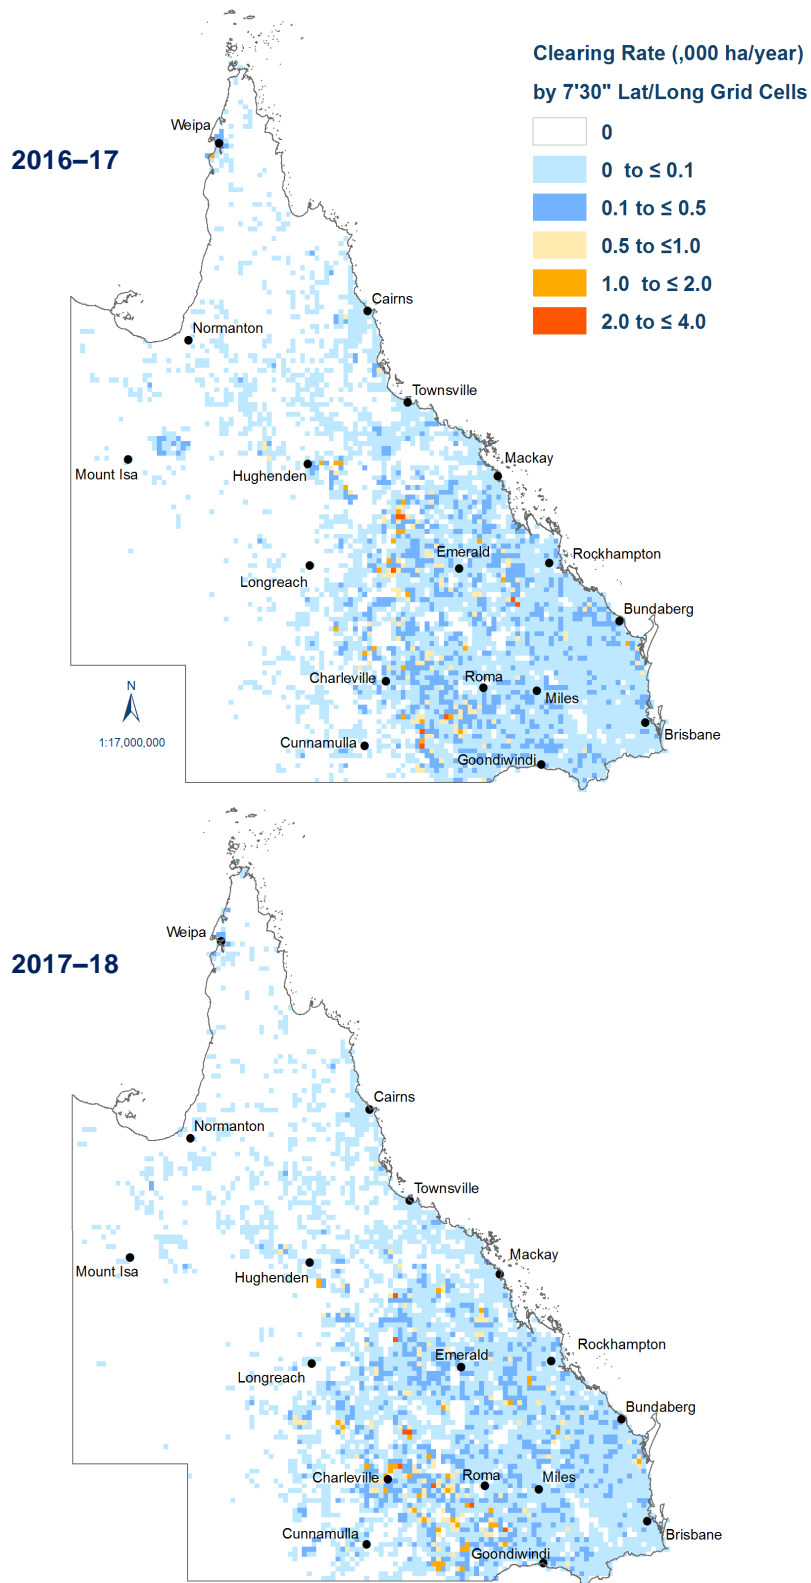 Clearing Rate (,000 ha/year)
by 7'30" Lat/Long Grid Cells
0
0 to ≤ 0.1
0.1 to ≤ 0.5
0.5 to ≤1.0
1.0 to ≤ 2.0
2.0 to ≤ 4.0
2016–17
Weipa
Cairns
Normanton
Townsville
Mackay
Mount Isa
Hughenden
Emerald
Rockhampton
Longreach
Bundaberg
Charleville
Roma
Miles
N
1:17,000,000
Cunnamulla
Brisbane
Goondiwindi
2017–18
Weipa
Cairns
Normanton
Townsville
Mackay
Mount Isa
Hughenden
Rockhampton
Emerald
Longreach
Bundaberg
Charleville
Roma
Miles
Cunnamulla
Brisbane
Goondiwindi